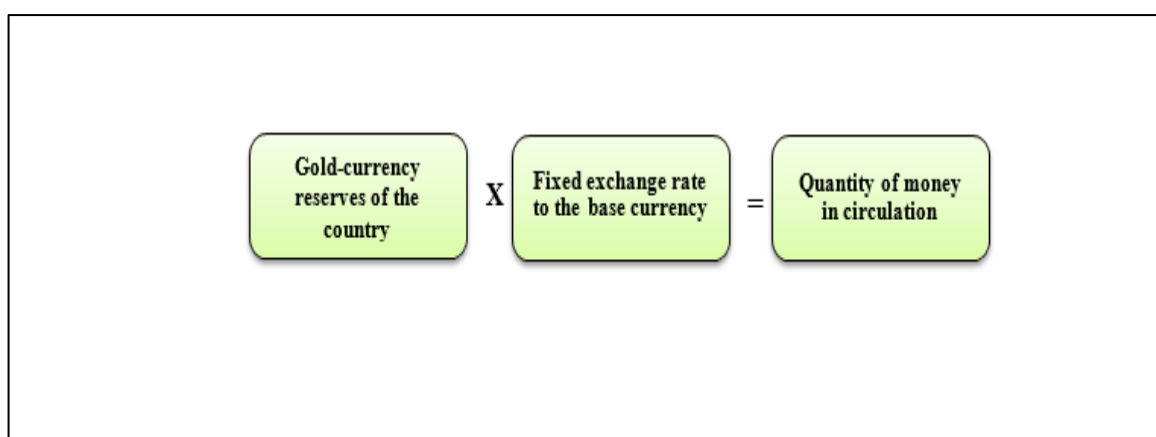 Gold-currency
reserves of the
country
X
Fixed exchange rate
to the base currency
=
Quantity of money
in circulation